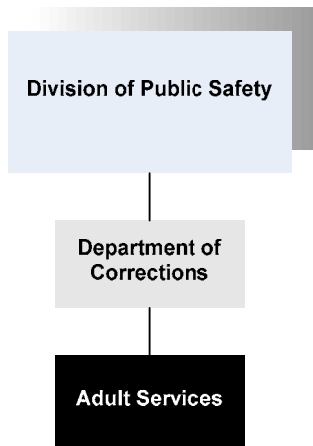 Division of Public Safety
Department of
Corrections
Adult Services